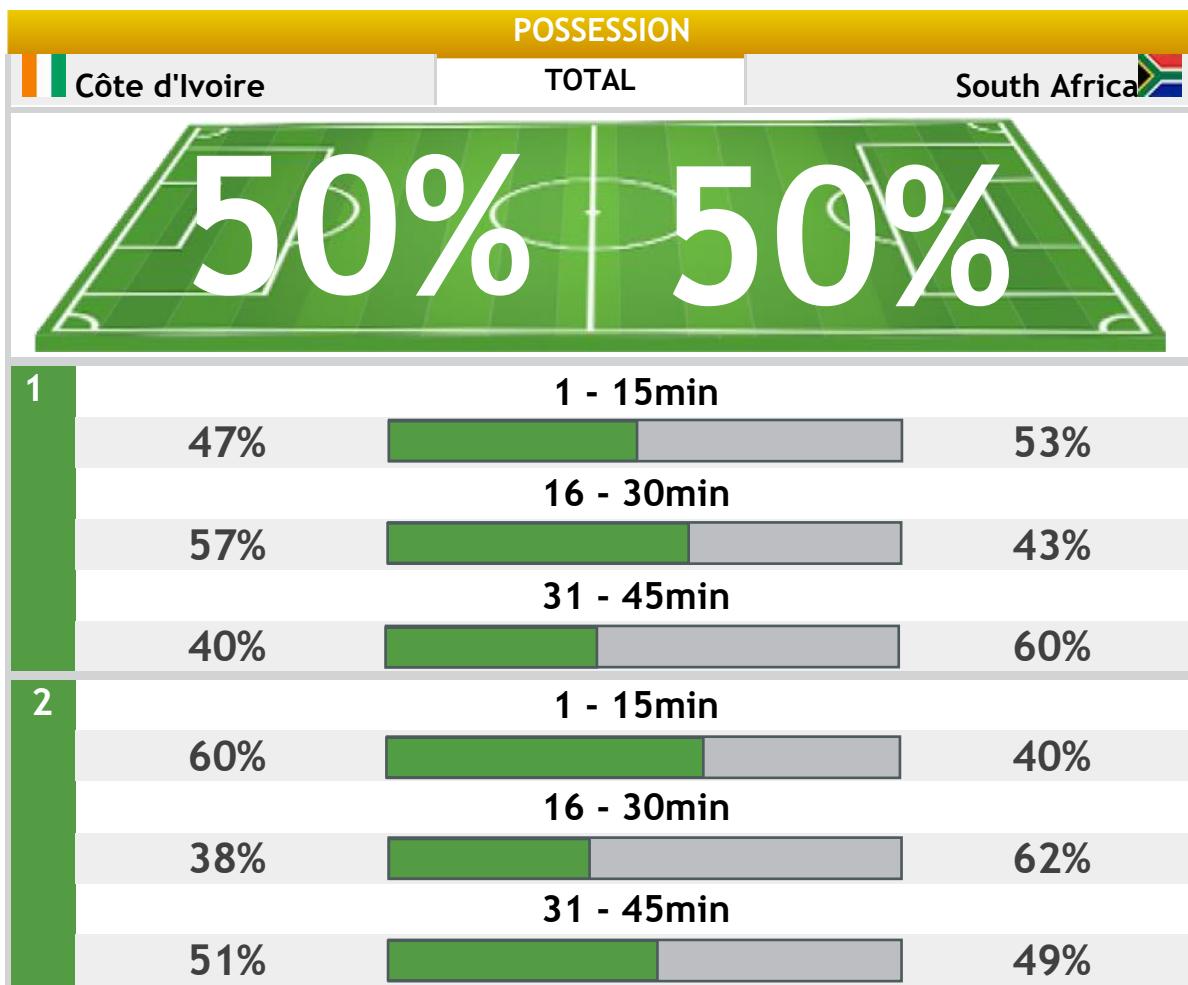 POSSESSION
Côte d'Ivoire TOTAL South Africa
50% 50%
1 1 - 15min
47% 53%
16 - 30min
57% 43%
31 - 45min
40% 60%
2 1 - 15min
60% 40%
16 - 30min
38% 62%
31 - 45min
51% 49%